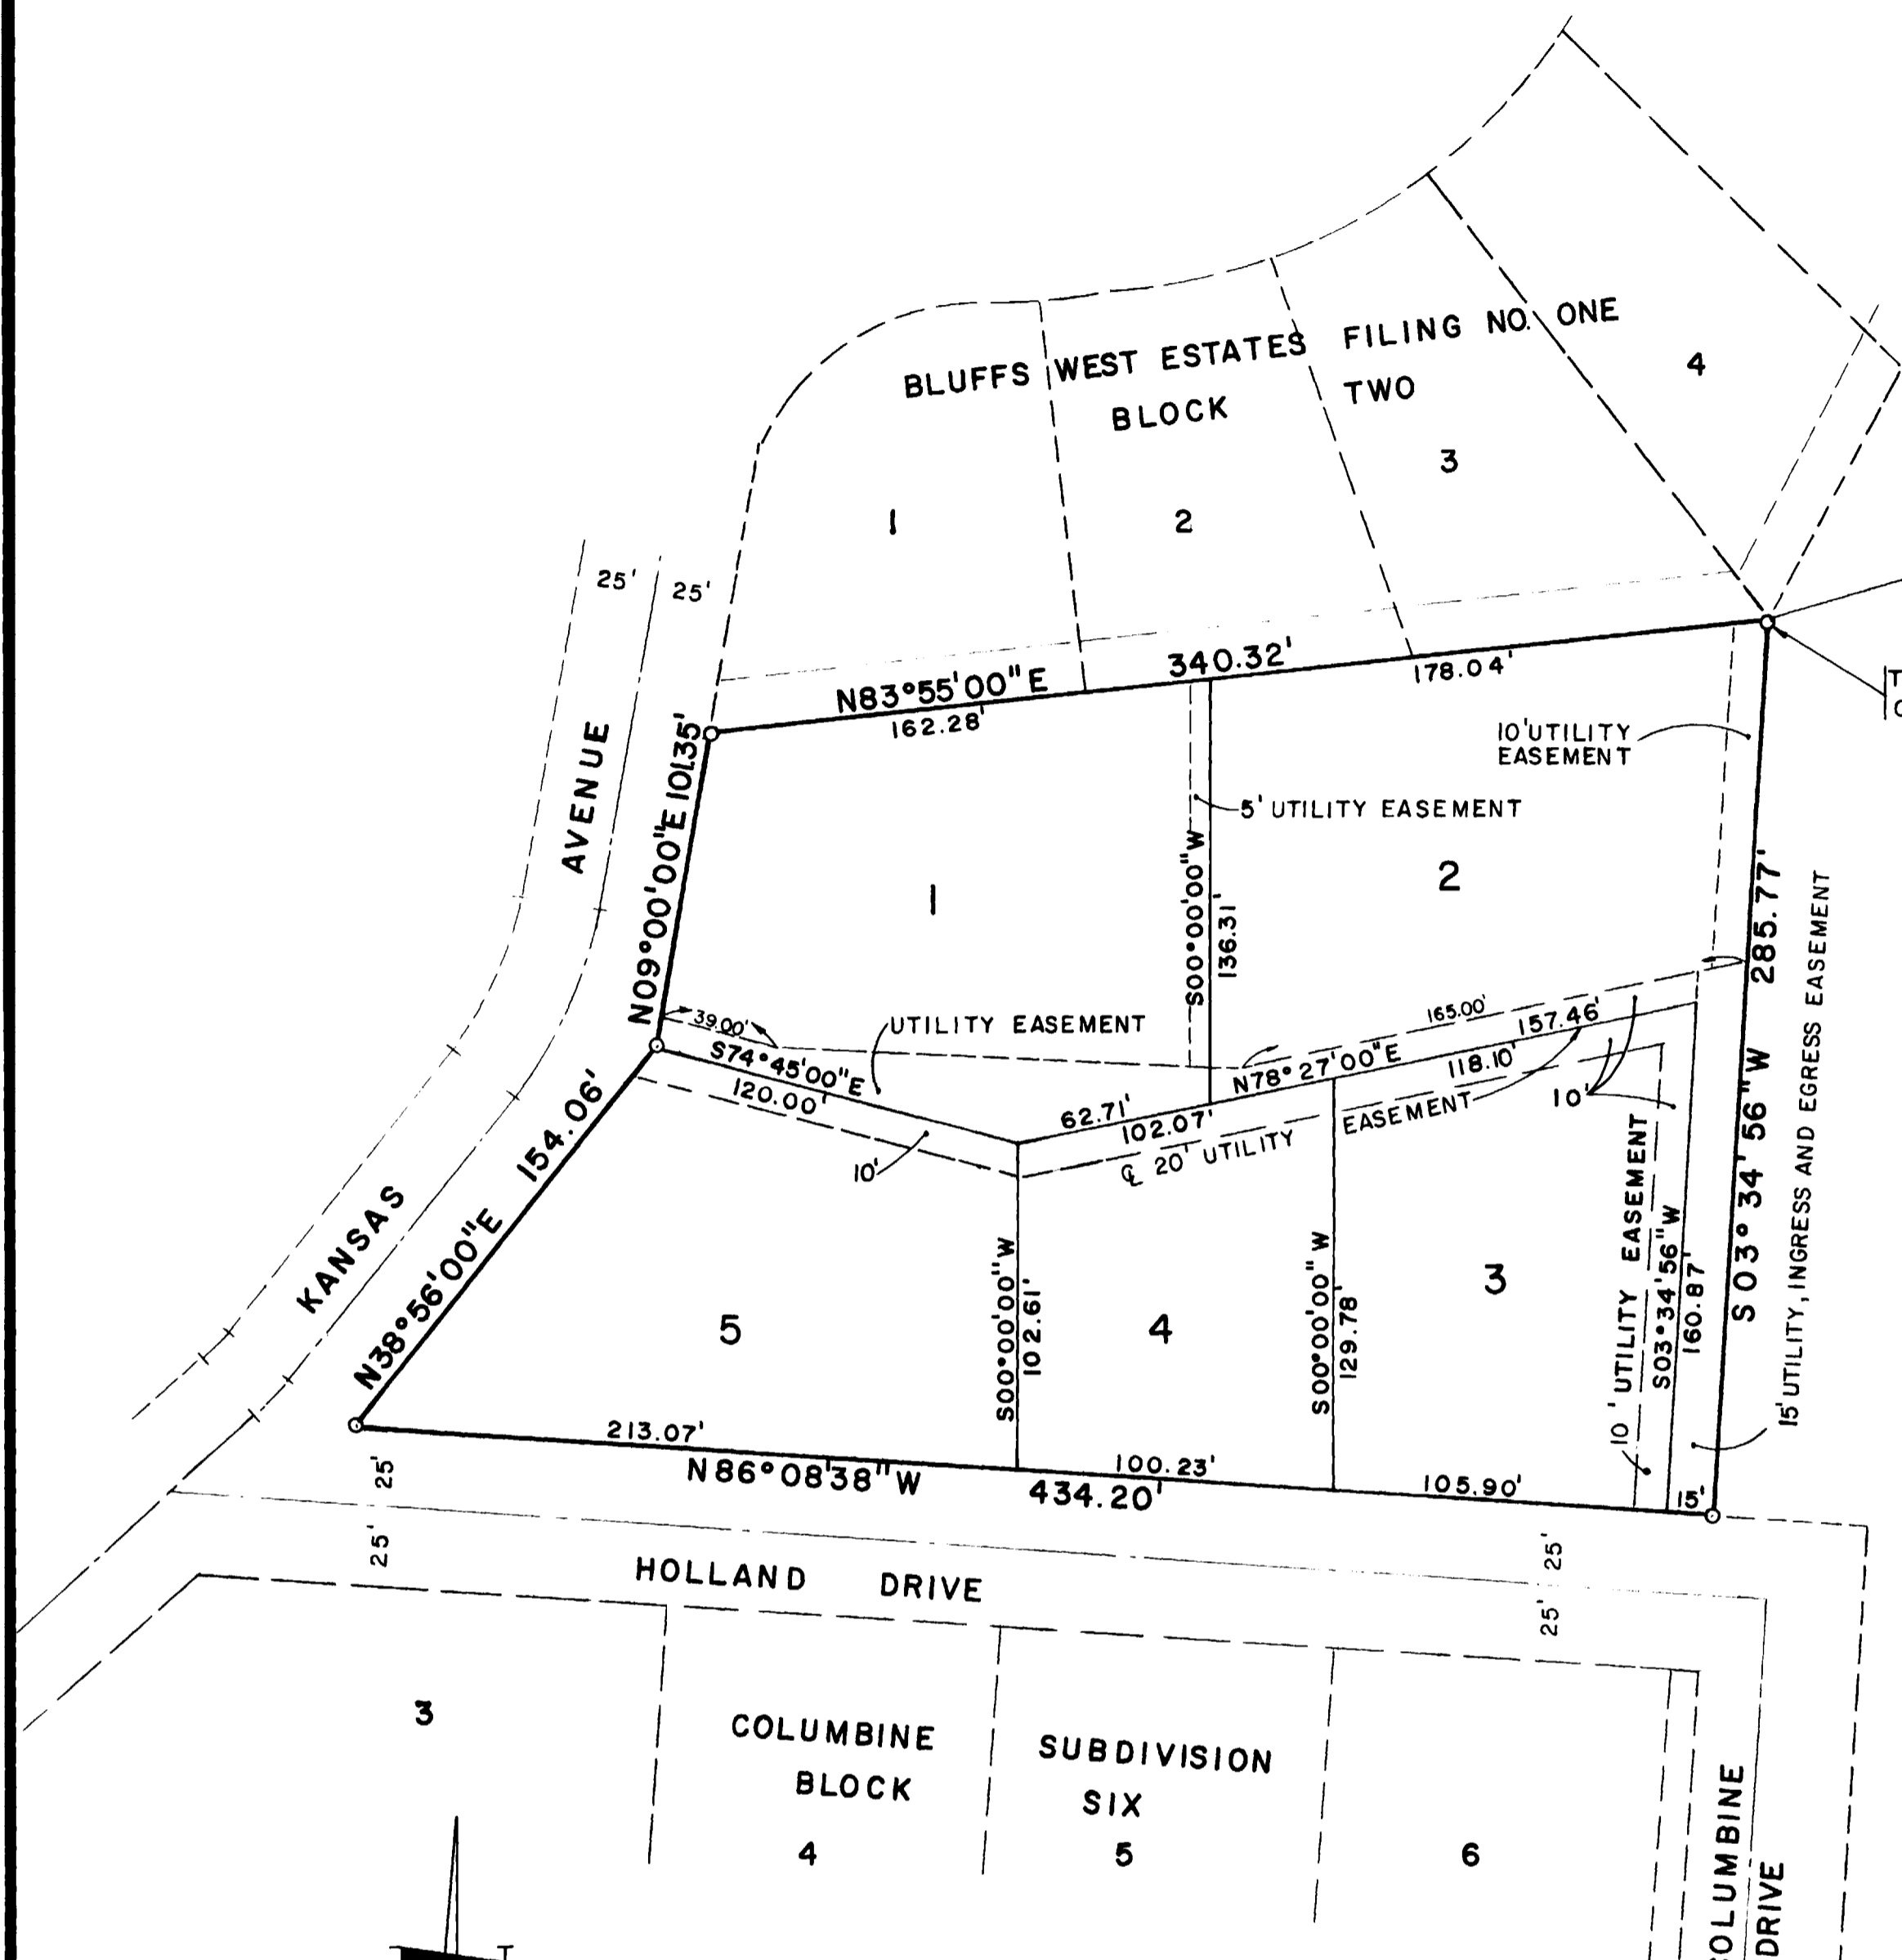 BLUFFS WEST ESTATES FILING NO. ONE
BLOCK TWO
4
3
1
2
25' 25'
340.32'
N83°55'00"E
178.04'
162.28'
10' UTILITY
EASEMENT
5' UTILITY EASEMENT
AVENUE
N09°00'00"E 101.35'
S00°00'00"W
136.31'
1
2
285.77'
S03°34'56"W
15' UTILITY, INGRESS AND EGRESS EASEMENT
39.00'
UTILITY EASEMENT
165.00'
157.46'
S74°45'00"E
120.00'
N78°27'00"E
118.10'
62.71'
102.07'
℄ 20' UTILITY EASEMENT
10'
10'
KANSAS
N38°56'00"E 154.06'
5
S00°00'00"W
102.61'
4
S00°00'00"W
129.78'
3
10' UTILITY EASEMENT
S03°34'56"W
160.87'
213.07'
N86°08'38"W
100.23'
434.20'
105.90'
15'
25'
25'
25'
25'
HOLLAND DRIVE
3
COLUMBINE SUBDIVISION
BLOCK SIX
4
5
6
DRIVE